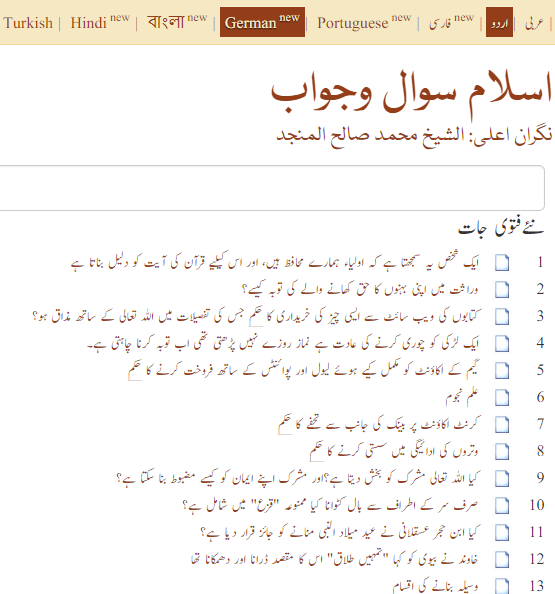 Turkish | Hindi new | বাংলা new | German new | Portuguese new | فارسی new | اردو | عربی |
اسلام سوال وجواب
نگران اعلی: الشیخ محمد صالح المنجد
نئے فتوی جات
1 ایک شخص یہ سمجھتا ہے کہ اولیاء ہمارے محافظ ہیں، اور اس کیلیے قرآن کی آیت کو دلیل بناتا ہے
2 وراثت میں اپنی بہنوں کا حق کھانے والے کی توبہ کیسے؟
3 کتابوں کی ویب سائٹ سے ایسی چیز کی خریداری کا حکم جس کی تفصیلات میں اللہ تعالی کے ساتھ مذاق ہو؟
4 ایک لڑکی کو چوری کرنے کی عادت ہے نماز روزے نہیں پڑھتی تھی اب توبہ کرنا چاہتی ہے۔
5 گیم کے اکاؤنٹ کو مکمل کیے ہوئے لیول اور پوائنٹس کے ساتھ فروخت کرنے کا حکم
6 علم نجوم
7 کرنٹ اکاؤنٹ پر بینک کی جانب سے تحفے کا حکم
8 وتروں کی ادائیگی میں سستی کرنے کا حکم
9 کیا اللہ تعالی مشرک کو بخش دیتا ہے؟اور مشرک اپنے ایمان کو کیسے مضبوط بنا سکتا ہے؟
10 صرف سر کے اطراف سے بال کٹوانا کیا ممنوعہ "قزع" میں شامل ہے؟
11 کیا ابن حجر عسقلانی نے عید میلاد النبی منانے کو جائز قرار دیا ہے؟
12 خاوند نے بیوی کو کہا "تمہیں طلاق" اس کا مقصد ڈرانا اور دھمکانا تھا
13 وسیلہ بنانے کی اقسام